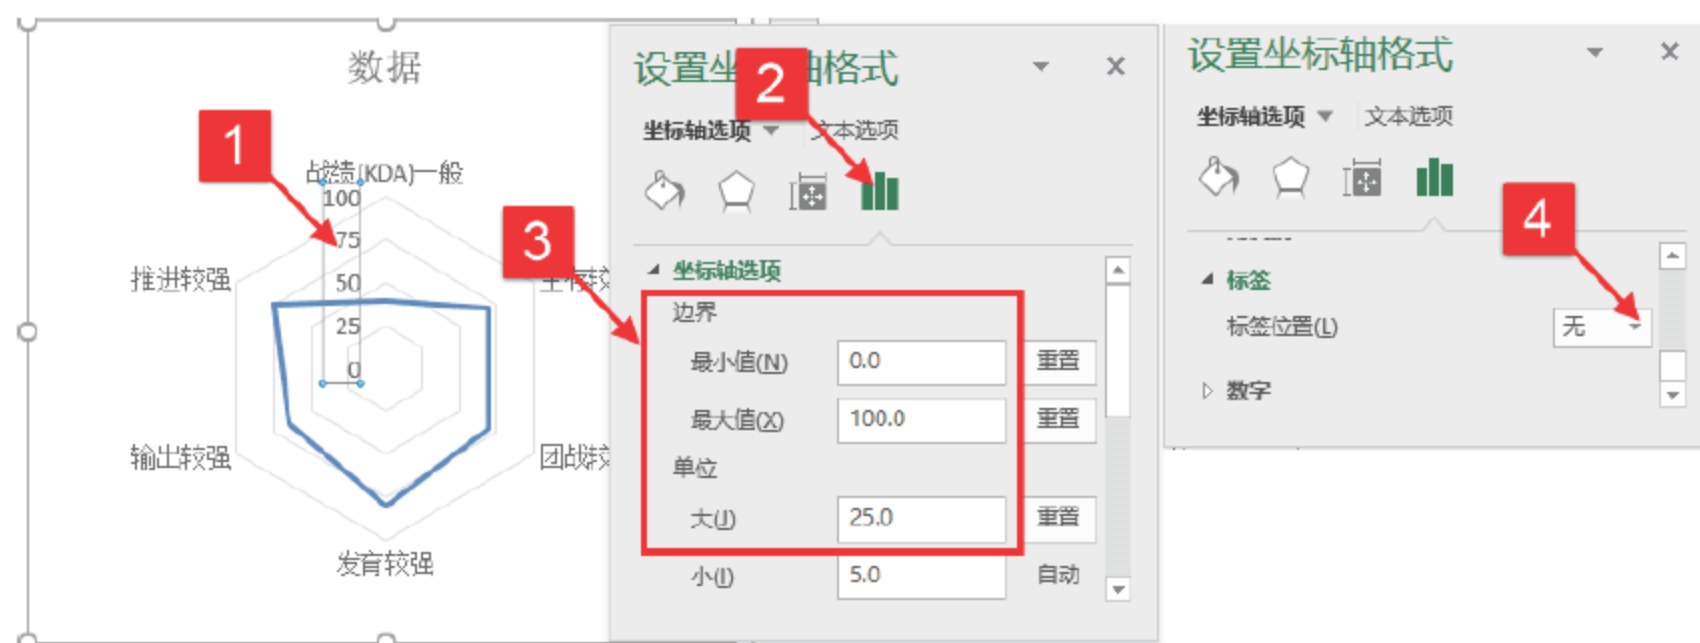 数据
1
战绩(KDA)一般
100
75
50
25
0
推进较强
输出较强
团战较
发育较强
设置坐 轴格式
2
坐标轴选项
文本选项
3
坐标轴选项
边界
最小值(N)
0.0
重置
最大值(X)
100.0
重置
单位
大(J)
25.0
重置
小(I)
5.0
自动
设置坐标轴格式
坐标轴选项
文本选项
4
标签
标签位置(L)
无
数字